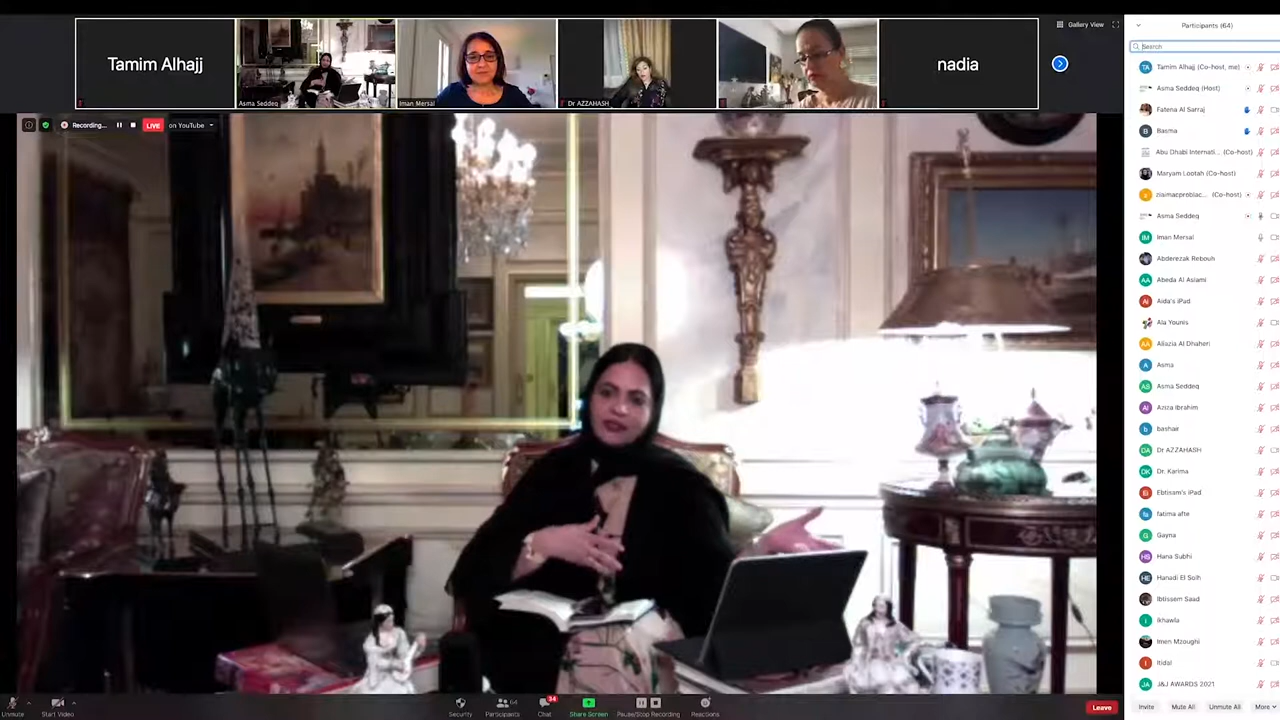 Gallery View
Participants (64)
Search
Tamim Alhajj
Asma Seddeq
Iman Mersal
Dr AZZAHASH
nadia
Recording...
LIVE
on YouTube
Tamim Alhajj (Co-host, me)
Asma Seddeq (Host)
Fatena Al Sarraj
Basma
Abu Dhabi Internati... (Co-host)
Maryam Lootah (Co-host)
(Co-host)
Asma Seddeq
Iman Mersal
Abderezak Rebouh
Abeda Al Aslami
Aida's iPad
Ala Younis
Aliazia Al Dhaheri
Asma
Asma Seddeq
Aziza Ibrahim
bashair
Dr AZZAHASH
Dr. Karima
Ebtisam's iPad
fatima afte
Gayna
Hana Subhi
Hanadi El Solh
Ibtissem Saad
ikhawla
Imen Mzoughi
Itidal
J&J AWARDS 2021
Unmute
Start Video
Security
Participants
64
Chat
34
Share Screen
Pause/Stop Recording
Reactions
Leave
Invite
Mute All
Unmute All
More